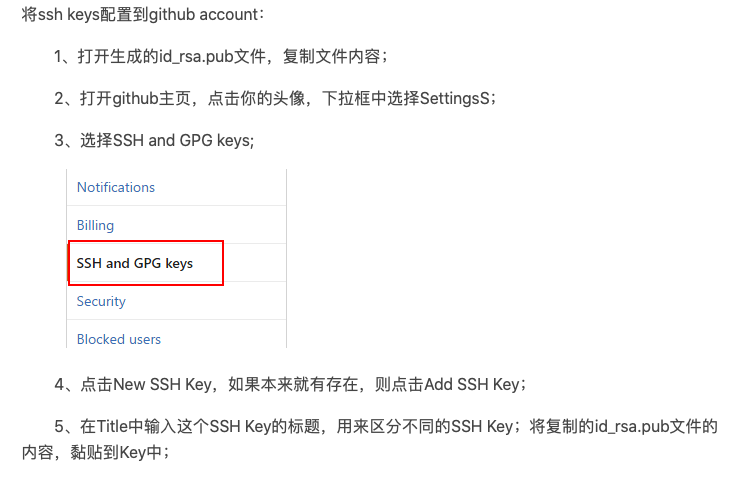 将ssh keys配置到github account：
1、打开生成的id_rsa.pub文件，复制文件内容；
2、打开github主页，点击你的头像，下拉框中选择SettingsS；
3、选择SSH and GPG keys;
Notifications
Billing
SSH and GPG keys
Security
Blocked users
4、点击New SSH Key，如果本来就有存在，则点击Add SSH Key；
5、在Title中输入这个SSH Key的标题，用来区分不同的SSH Key；将复制的id_rsa.pub文件的
内容，黏贴到Key中；